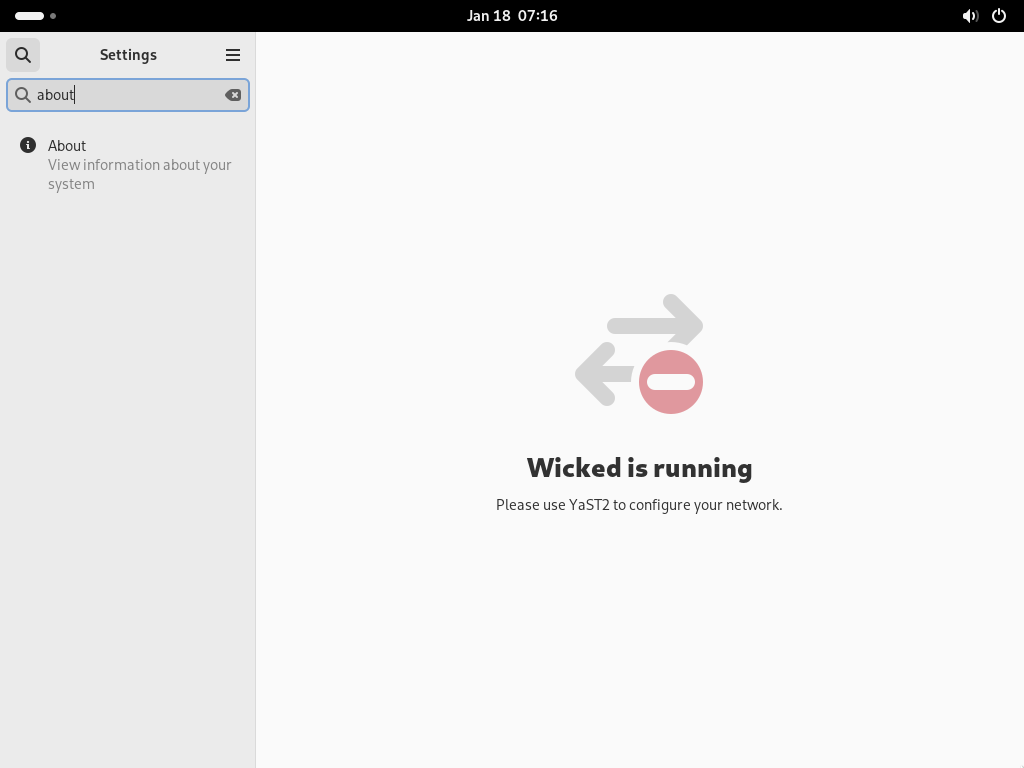 Jan 18  07:16
Settings
about
About
View information about your
system
Wicked is running
Please use YaST2 to configure your network.